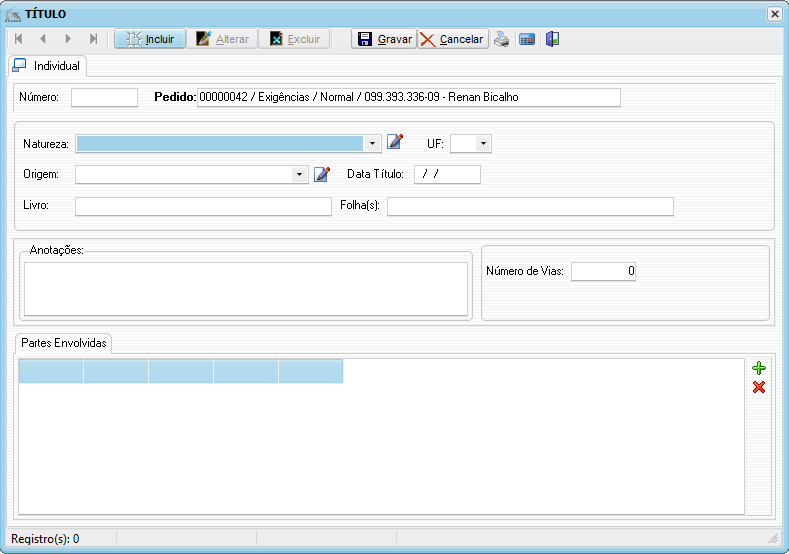 TÍTULO
Incluir Alterar Excluir Gravar Cancelar
Individual
Número: Pedido: 00000042 / Exigências / Normal / 099.393.336-09 - Renan Bicalho
Natureza: UF:
Origem: Data Título: / /
Livro: Folha(s):
Anotações:
Número de Vias: 0
Partes Envolvidas
Registro(s): 0